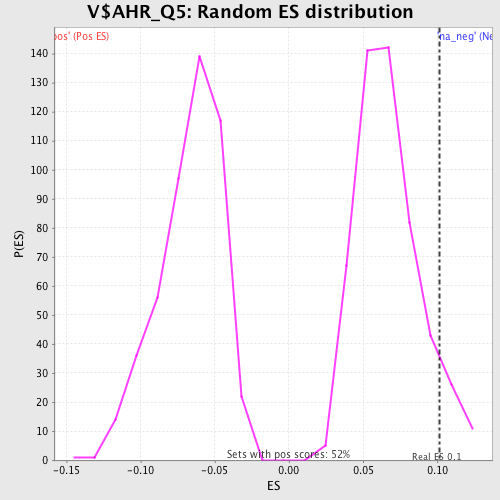 V$AHR_Q5: Random ES distribution
pos' (Pos ES)
'na_neg' (Ne
140
130
120
110
100
90
80
70
60
50
40
30
20
10
0
P(ES)
Sets with pos scores: 52%
Real ES 0.1
-0.15 -0.10 -0.05 0.00 0.05 0.10
ES